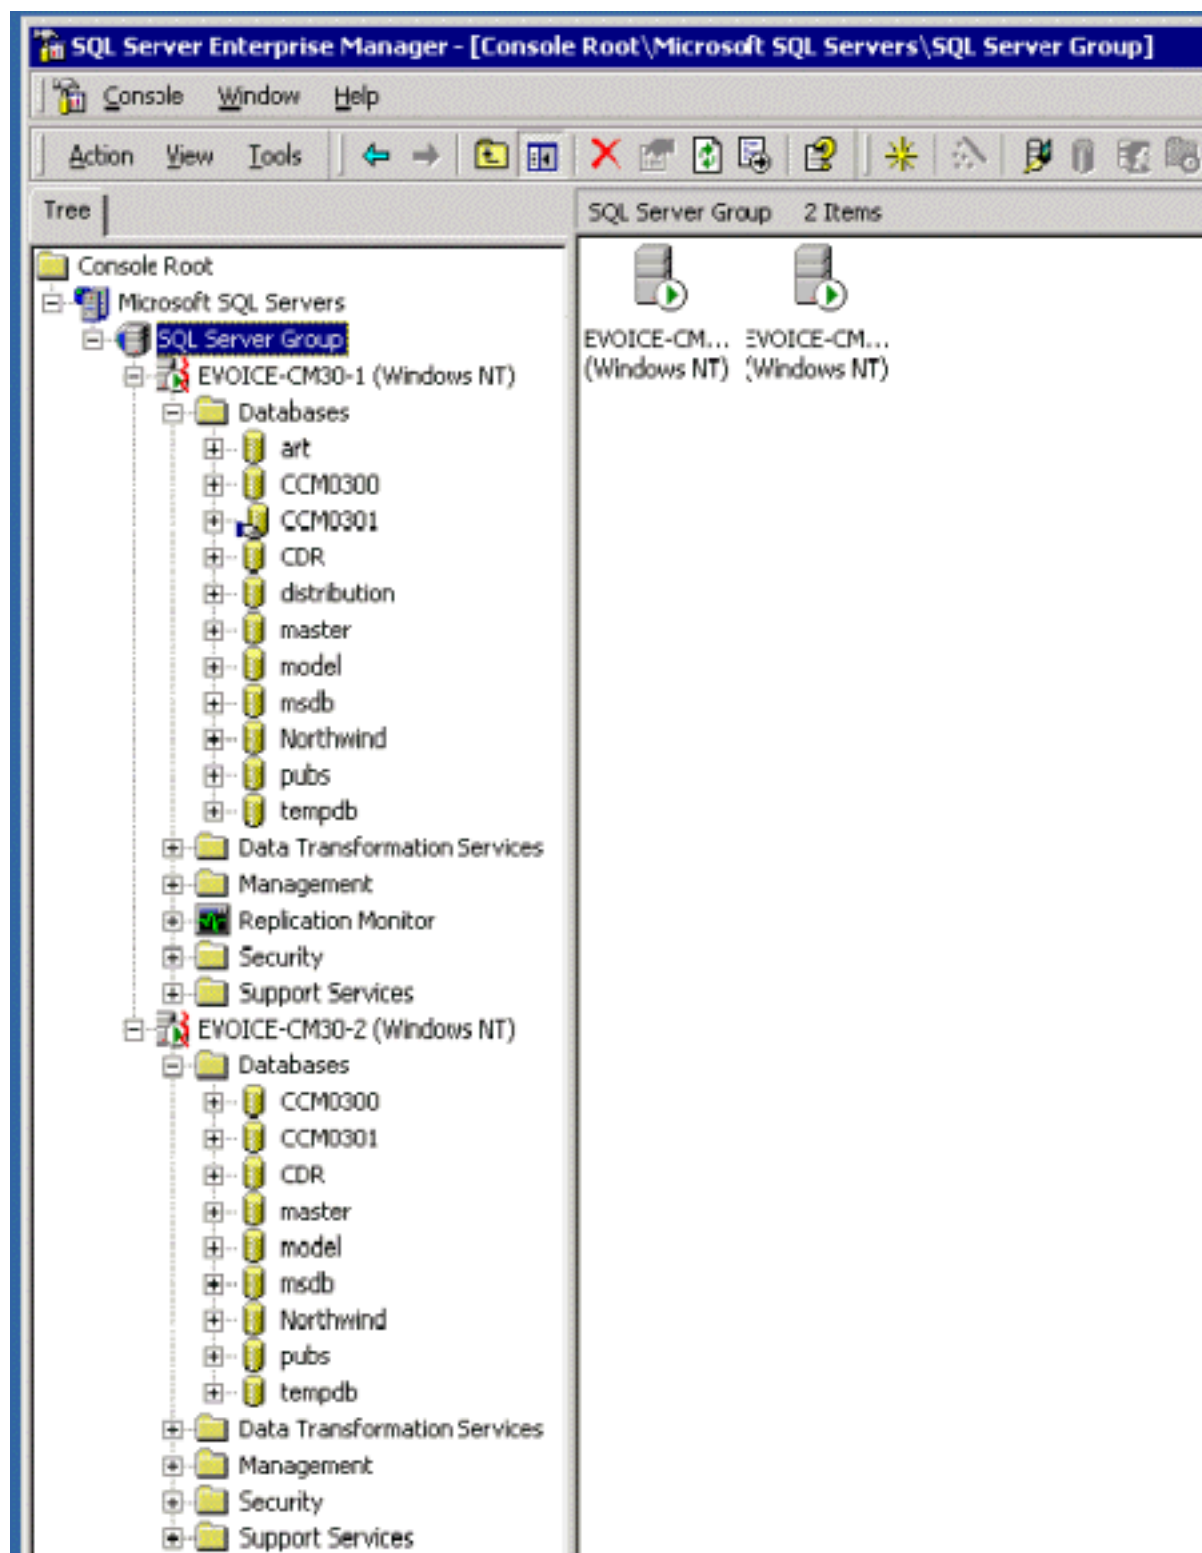 SQL Server Enterprise Manager - [Console Root\Microsoft SQL Servers\SQL Server Group]
Console Window Help
Action View Tools
Tree
SQL Server Group 2 Items
Console Root
Microsoft SQL Servers
SQL Server Group
EVOICE-CM30-1 (Windows NT)
Databases
art
CCM0300
CCM0301
CDR
distribution
master
model
msdb
Northwind
pubs
tempdb
Data Transformation Services
Management
Replication Monitor
Security
Support Services
EVOICE-CM30-2 (Windows NT)
Databases
CCM0300
CCM0301
CDR
master
model
msdb
Northwind
pubs
tempdb
Data Transformation Services
Management
Security
Support Services
EVOICE-CM... EVOICE-CM...
(Windows NT) (Windows NT)